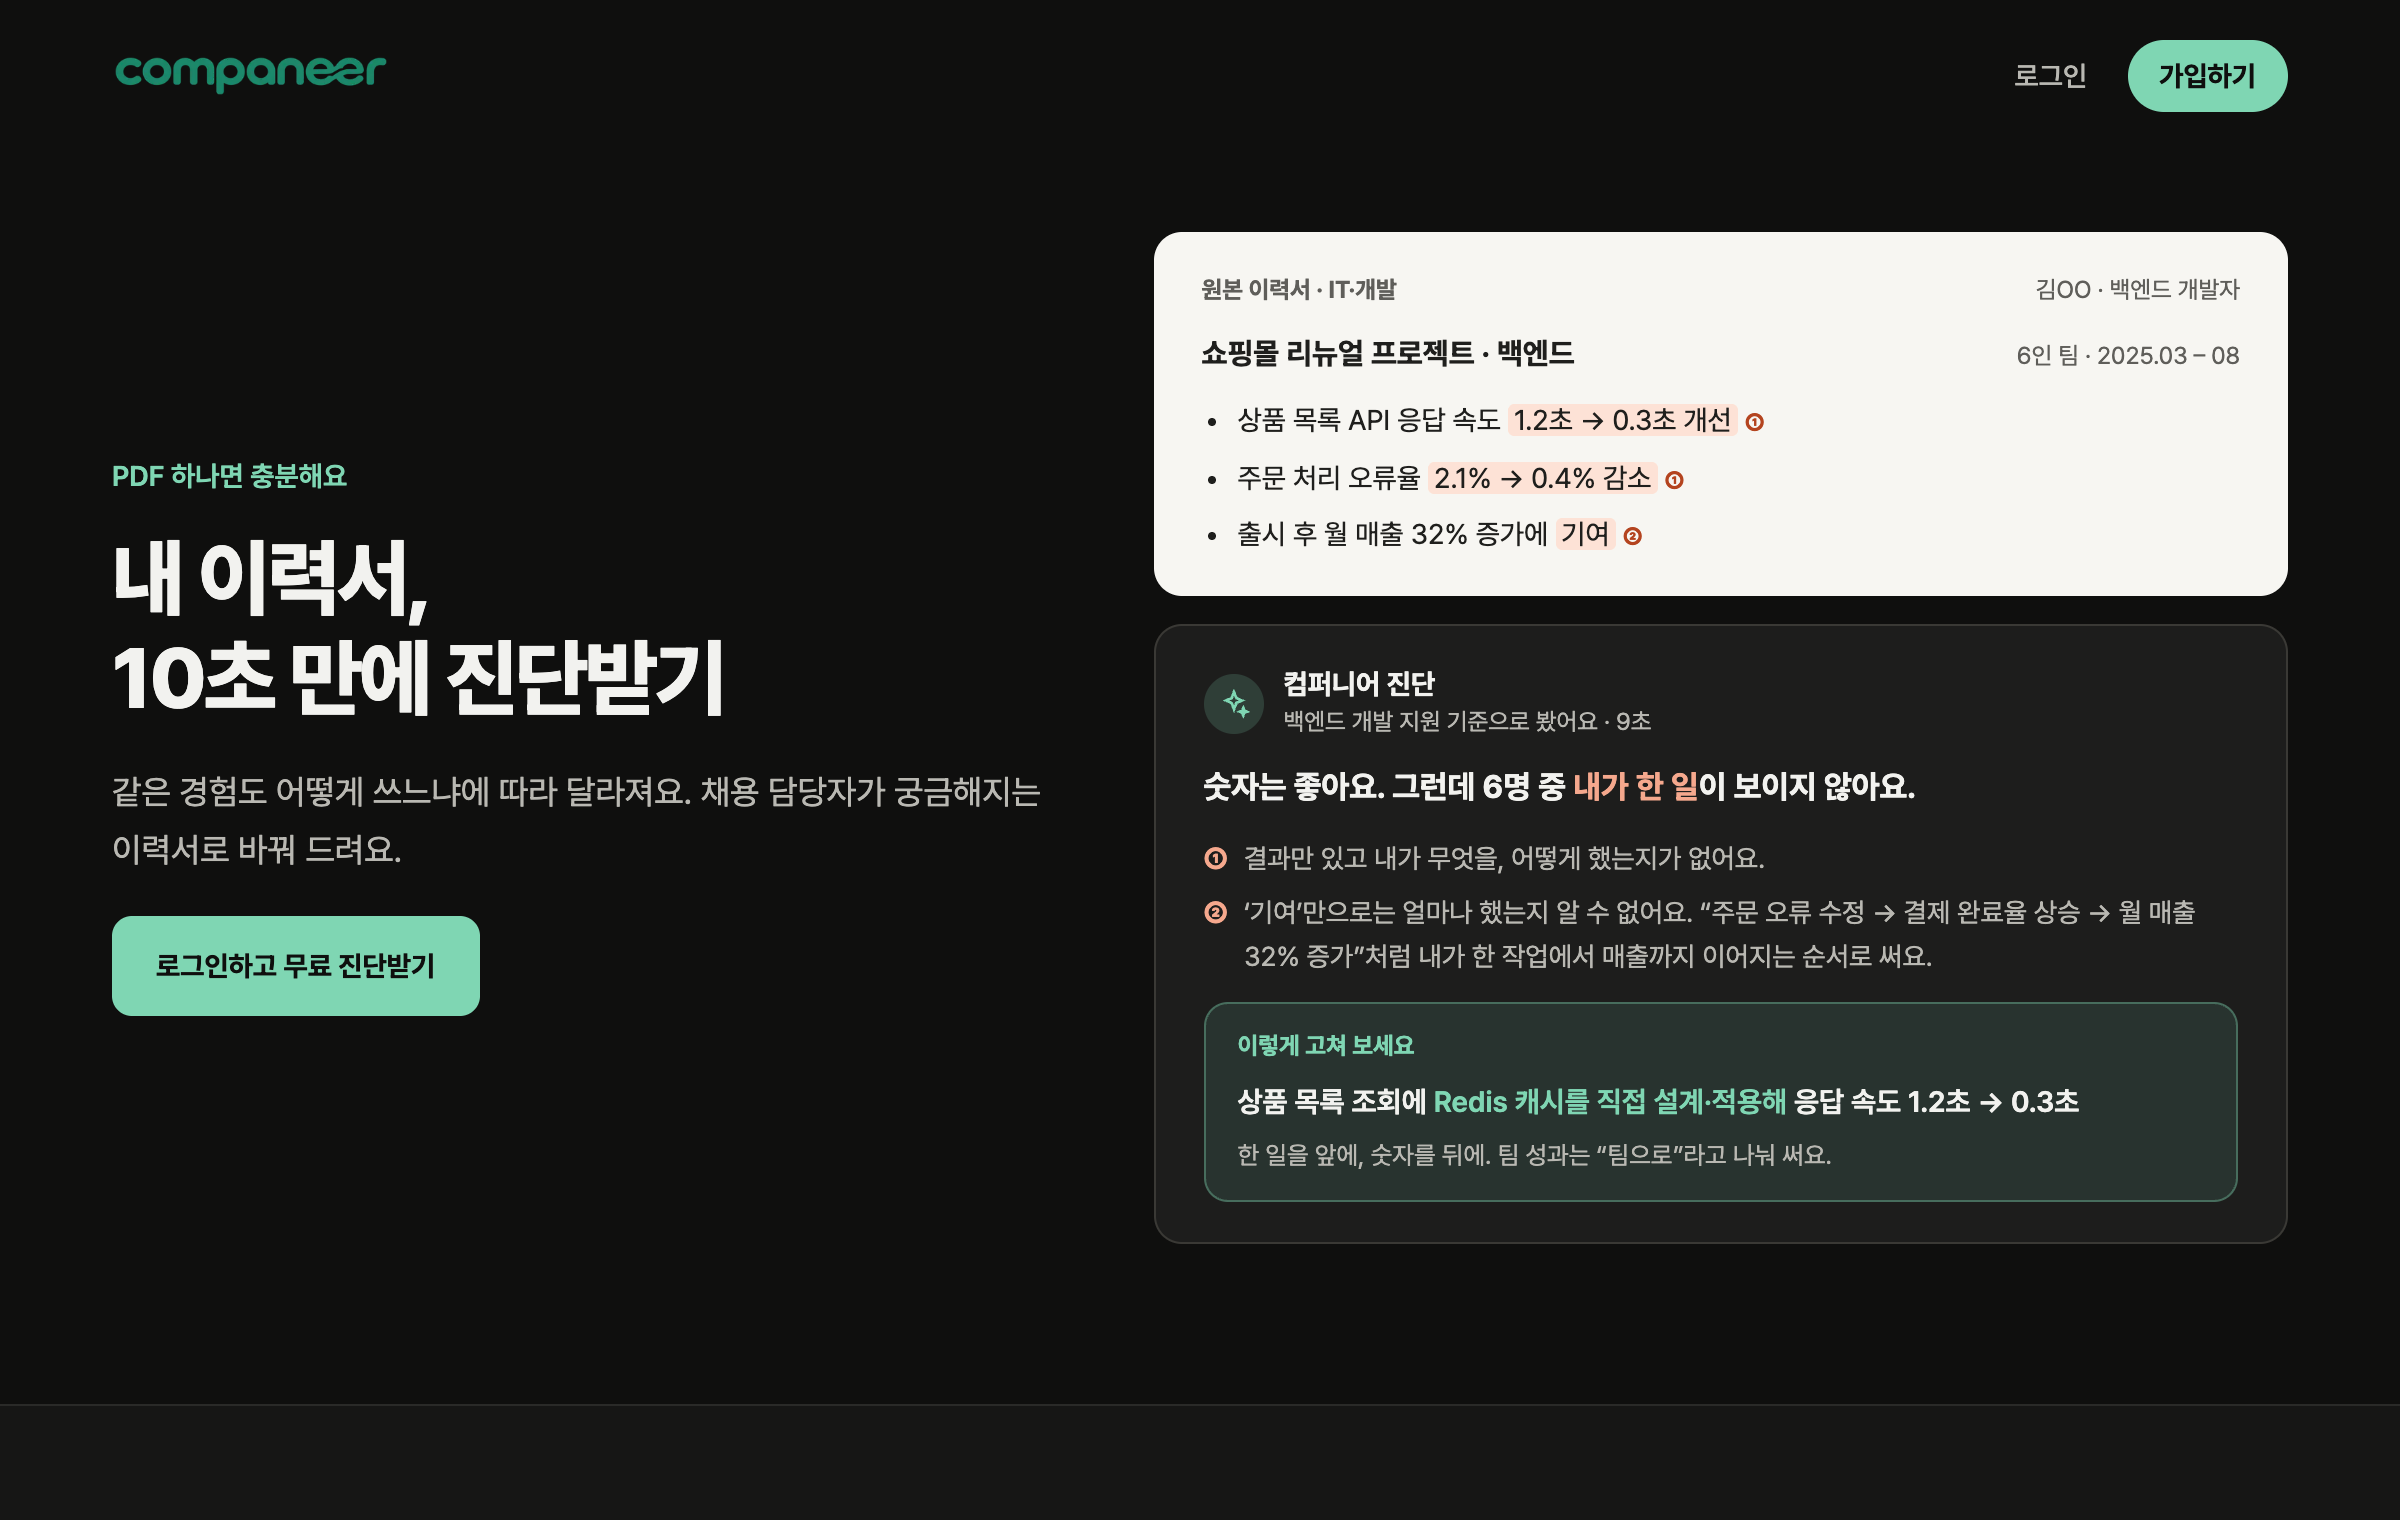 companeer
로그인
가입하기
PDF 하나면 충분해요
내 이력서,
10초 만에 진단받기
같은 경험도 어떻게 쓰느냐에 따라 달라져요. 채용 담당자가 궁금해지는
이력서로 바꿔 드려요.
로그인하고 무료 진단받기
원본 이력서 · IT·개발
김OO · 백엔드 개발자
쇼핑몰 리뉴얼 프로젝트 · 백엔드
6인 팀 · 2025.03 – 08
• 상품 목록 API 응답 속도 1.2초 → 0.3초 개선 ①
• 주문 처리 오류율 2.1% → 0.4% 감소 ①
• 출시 후 월 매출 32% 증가에 기여 ②
컴퍼니어 진단
백엔드 개발 지원 기준으로 봤어요 · 9초
숫자는 좋아요. 그런데 6명 중 내가 한 일이 보이지 않아요.
① 결과만 있고 내가 무엇을, 어떻게 했는지가 없어요.
② ‘기여’만으로는 얼마나 했는지 알 수 없어요. “주문 오류 수정 → 결제 완료율 상승 → 월 매출
32% 증가”처럼 내가 한 작업에서 매출까지 이어지는 순서로 써요.
이렇게 고쳐 보세요
상품 목록 조회에 Redis 캐시를 직접 설계·적용해 응답 속도 1.2초 → 0.3초
한 일을 앞에, 숫자를 뒤에. 팀 성과는 “팀으로”라고 나눠 써요.